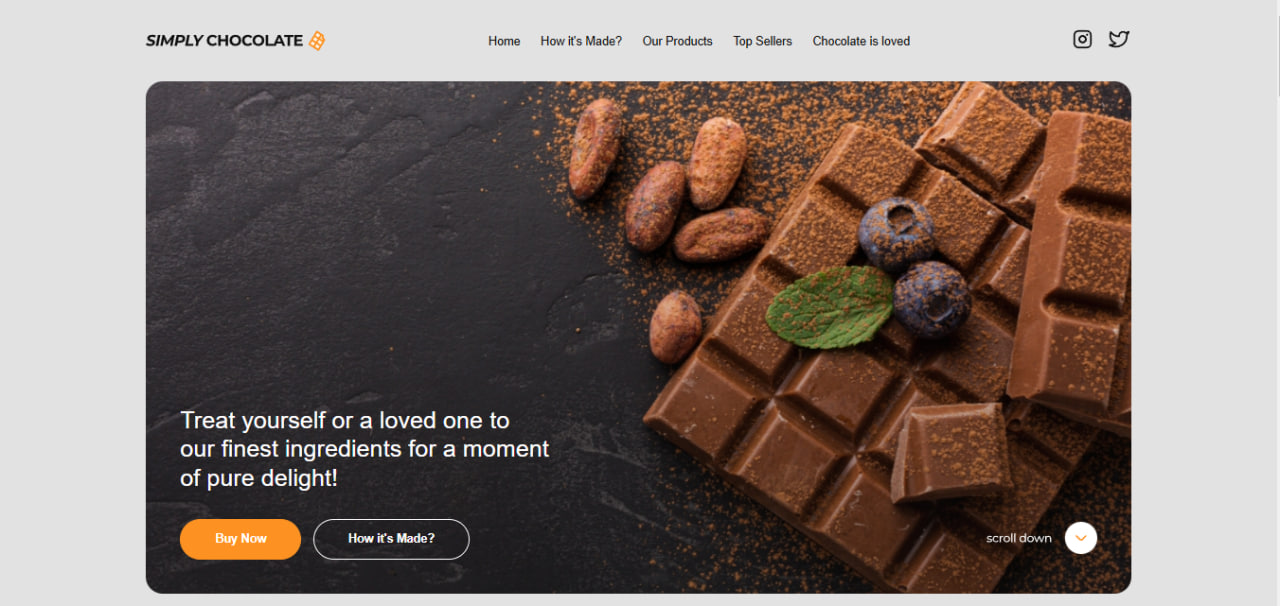 SIMPLY CHOCOLATE
Home How it's Made? Our Products Top Sellers Chocolate is loved
Treat yourself or a loved one to
our finest ingredients for a moment
of pure delight!
Buy Now How it's Made? scroll down